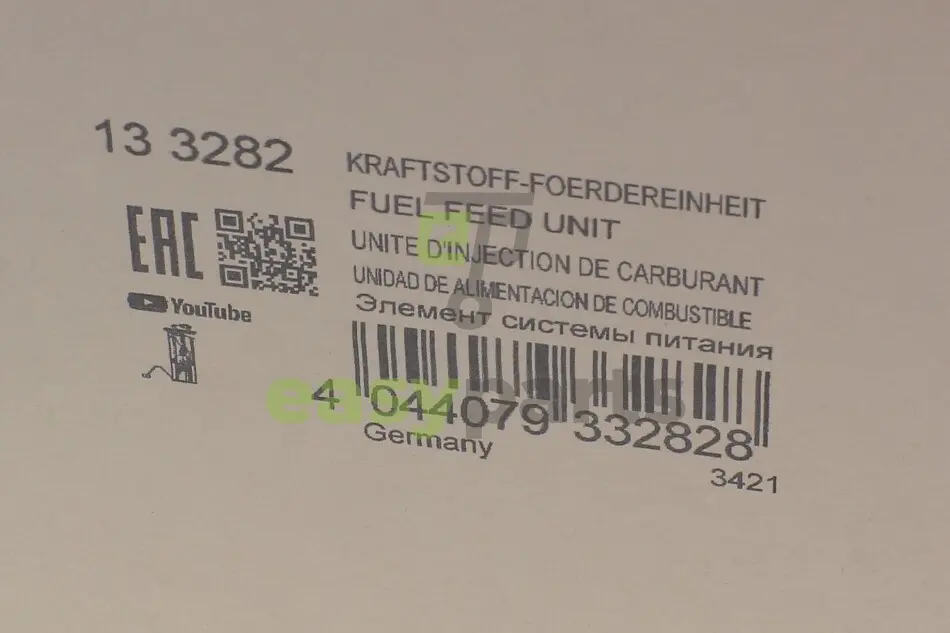 13 3282
KRAFTSTOFF-FOERDEREINHEIT
FUEL FEED UNIT
UNITE D'INJECTION DE CARBURANT
UNIDAD DE ALIMENTACION DE COMBUSTIBLE
Элемент системы питания
EAC
YouTube
4 044079 332828
Germany
3421
easyparts